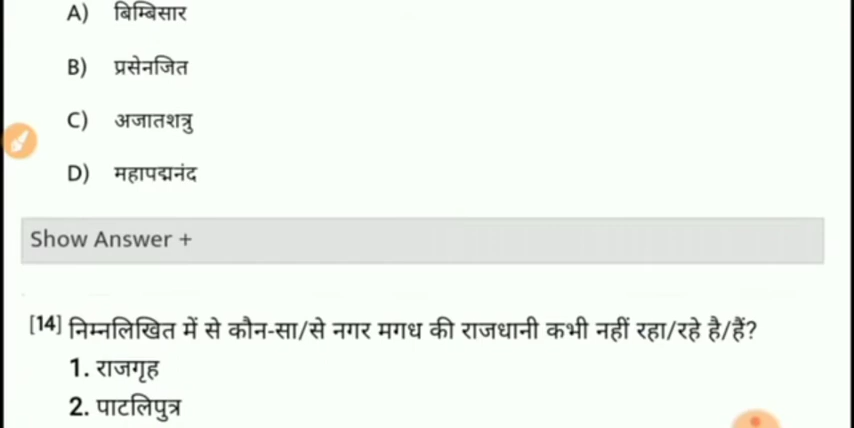 A) बिम्बिसार
B) प्रसेनजित
C) अजातशत्रु
D) महापद्मनंद
Show Answer +
[14] निम्नलिखित में से कौन-सा/से नगर मगध की राजधानी कभी नहीं रहा/रहे है/हैं?
1. राजगृह
2. पाटलिपुत्र